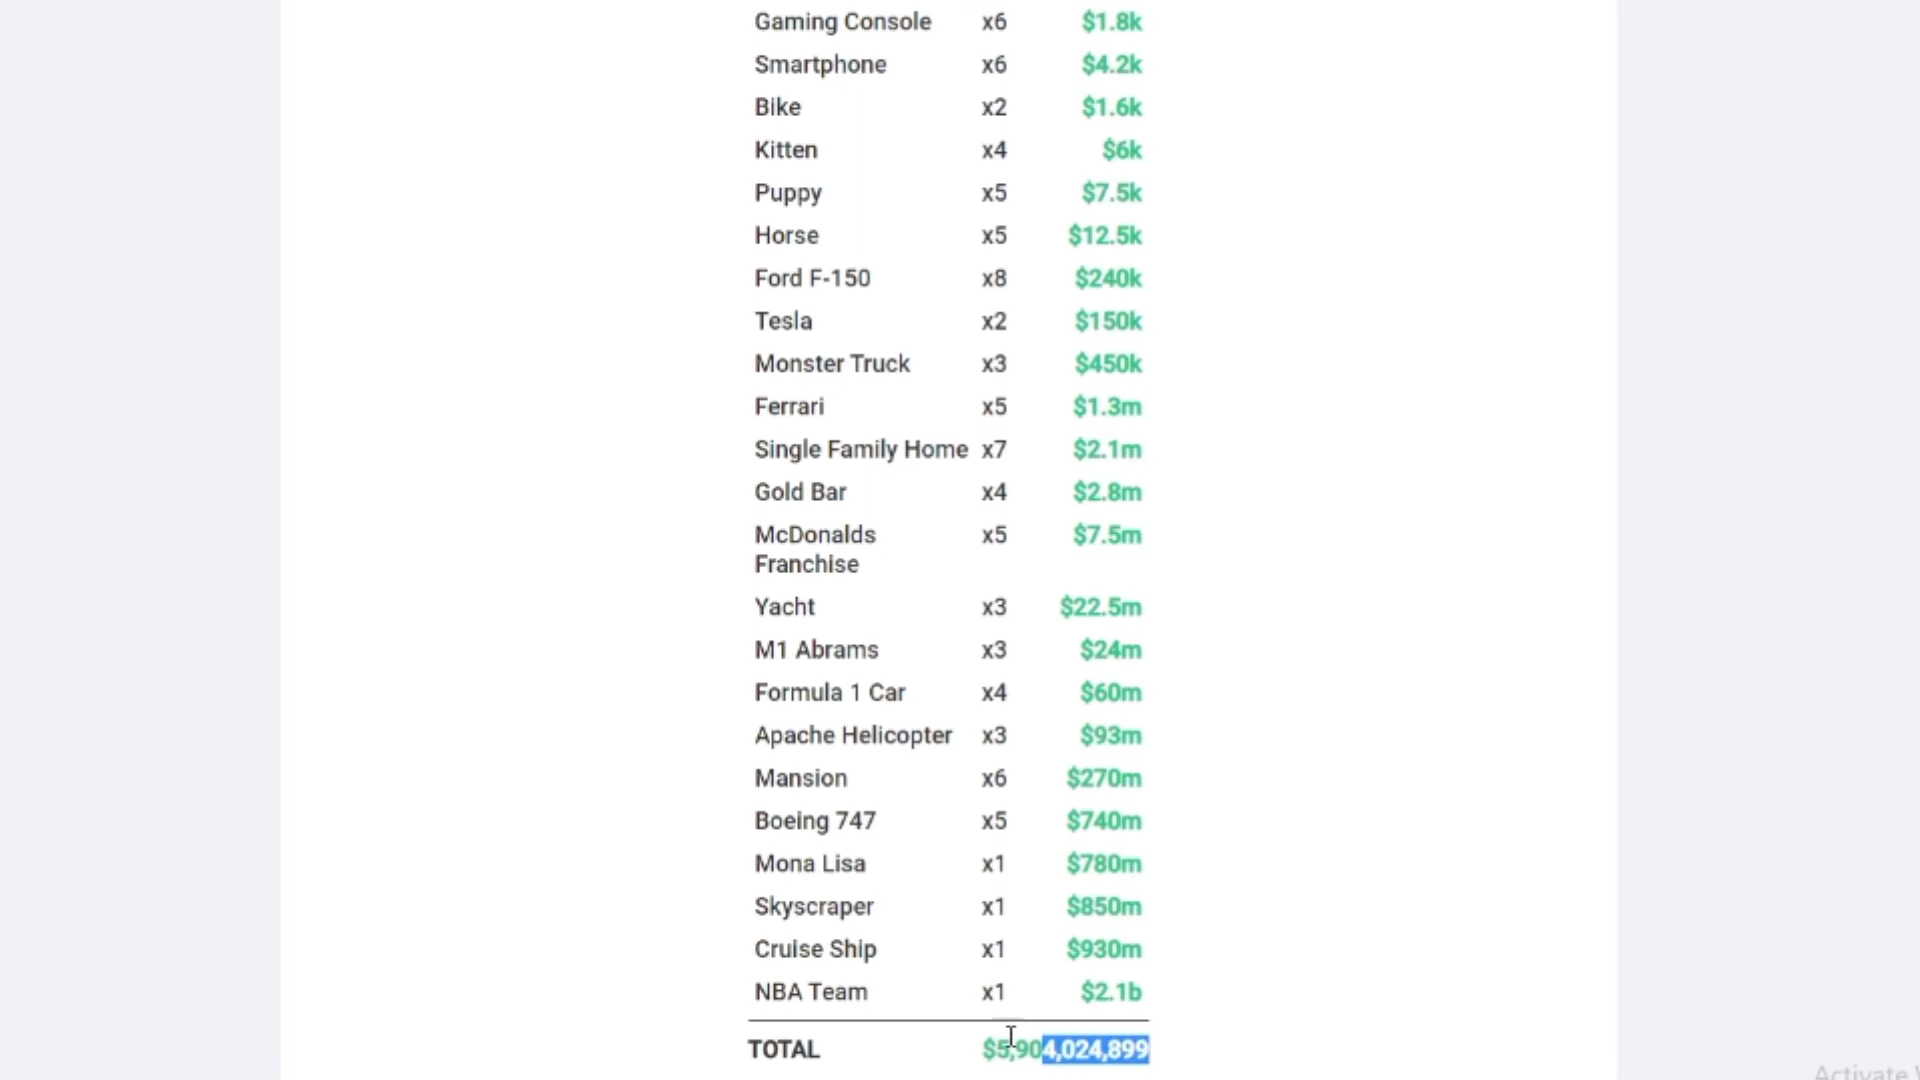 Gaming Console x6 $1.8k
Smartphone x6 $4.2k
Bike x2 $1.6k
Kitten x4 $6k
Puppy x5 $7.5k
Horse x5 $12.5k
Ford F-150 x8 $240k
Tesla x2 $150k
Monster Truck x3 $450k
Ferrari x5 $1.3m
Single Family Home x7 $2.1m
Gold Bar x4 $2.8m
McDonalds x5 $7.5m
Franchise
Yacht x3 $22.5m
M1 Abrams x3 $24m
Formula 1 Car x4 $60m
Apache Helicopter x3 $93m
Mansion x6 $270m
Boeing 747 x5 $740m
Mona Lisa x1 $780m
Skyscraper x1 $850m
Cruise Ship x1 $930m
NBA Team x1 $2.1b
TOTAL $5,904,024,899
Activate